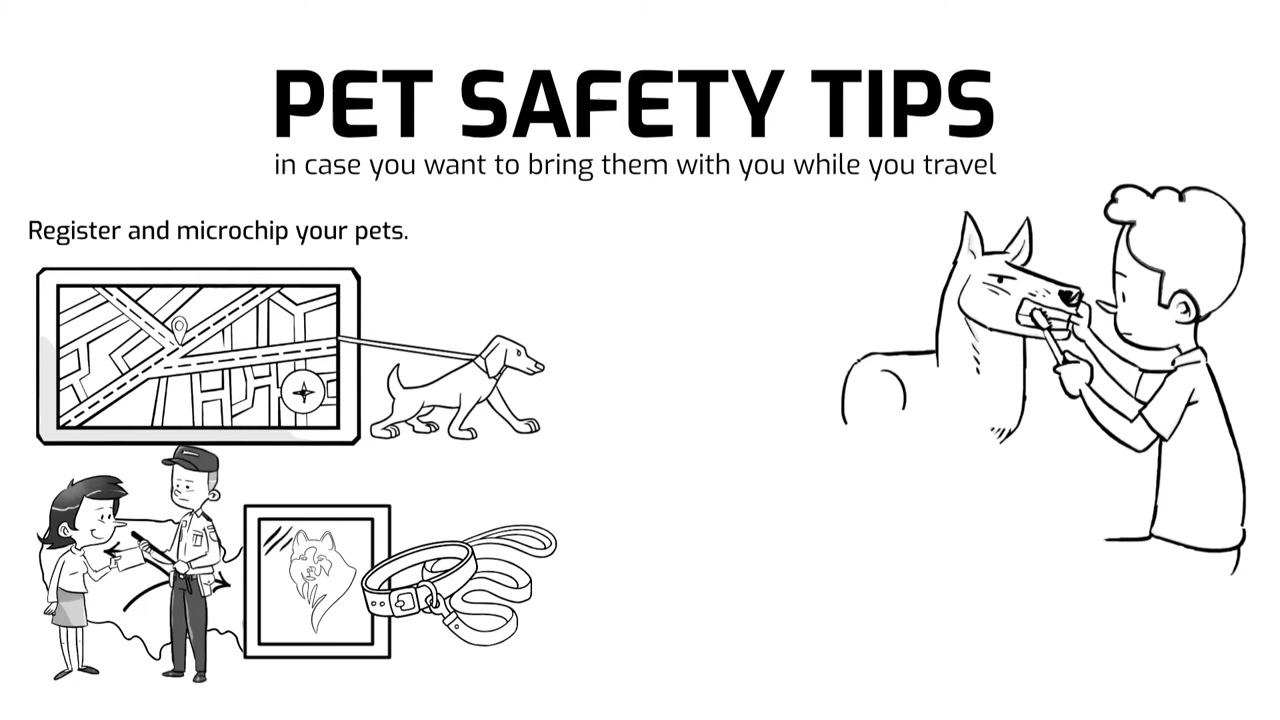 PET SAFETY TIPS
in case you want to bring them with you while you travel
Register and microchip your pets.